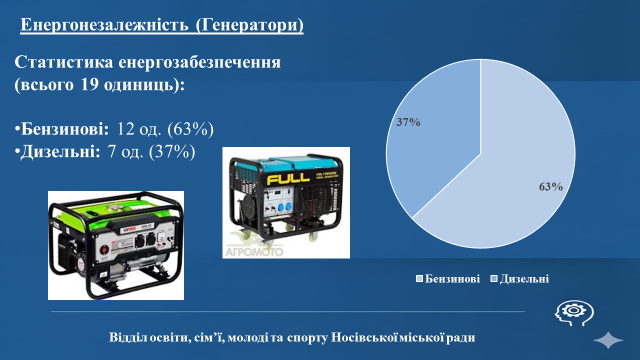 Енергонезалежність (Генератори)
Статистика енергозабезпечення
(всього 19 одиниць):
•Бензинові: 12 од. (63%)
•Дизельні: 7 од. (37%)
37%
63%
FULL
АГРОМОТО
Бензинові Дизельні
Відділ освіти, сім’ї, молоді та спорту Носівської міської ради